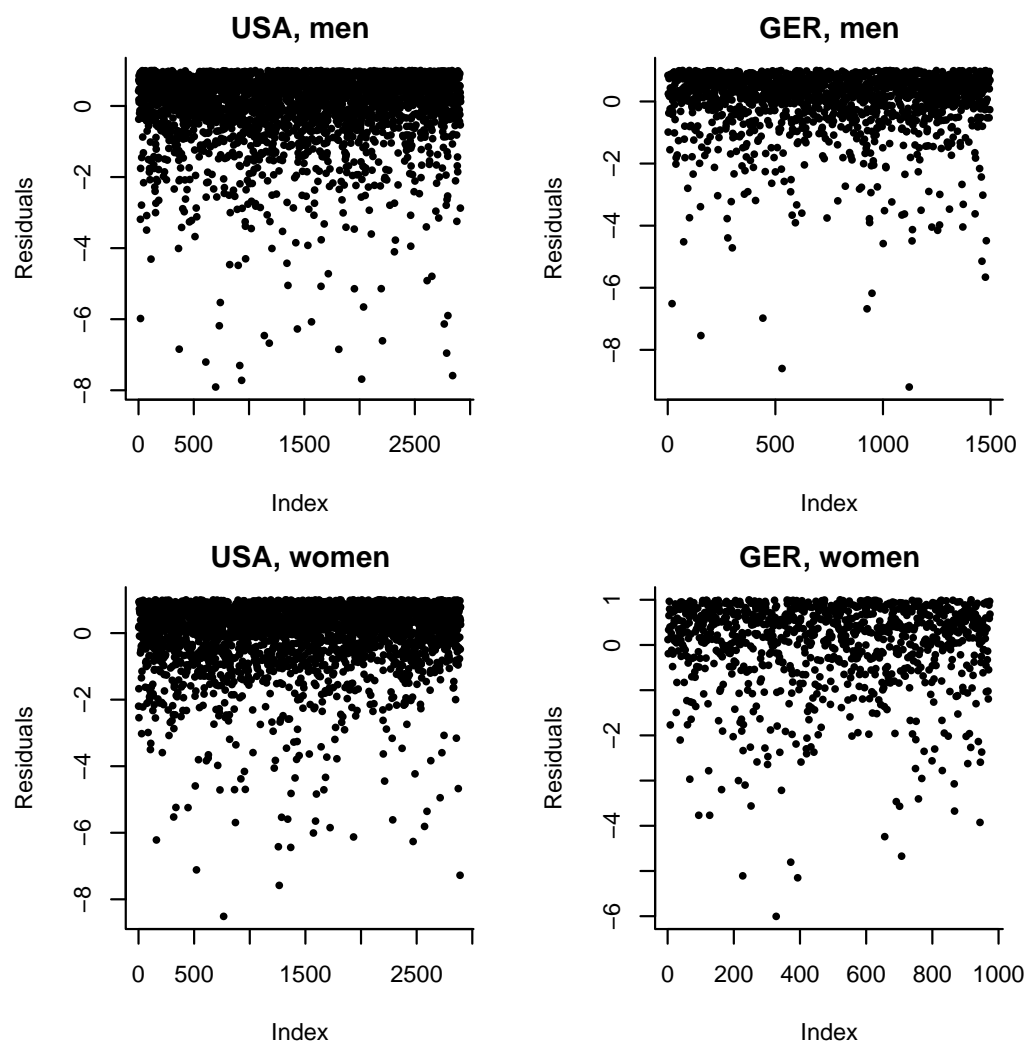 USA, men
Residuals
0
−2
−4
−6
−8
0 500 1500 2500
Index
GER, men
Residuals
0
−2
−4
−6
−8
0 500 1000 1500
Index
USA, women
Residuals
0
−2
−4
−6
−8
0 500 1500 2500
Index
GER, women
Residuals
1
0
−2
−4
−6
0 200 400 600 800 1000
Index